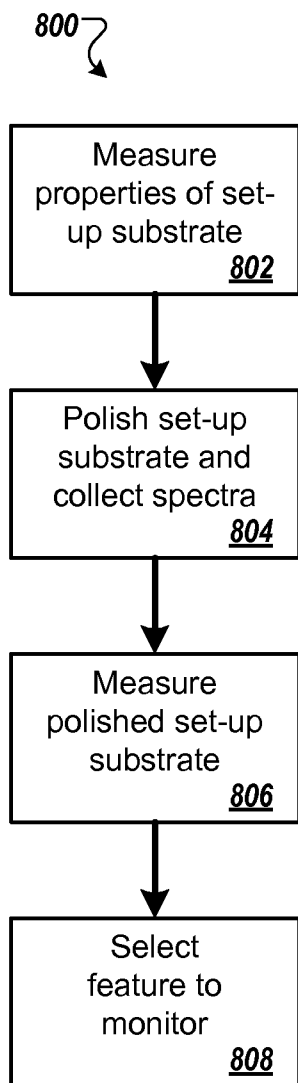 800
Measure
properties of set-
up substrate
802
Polish set-up
substrate and
collect spectra
804
Measure
polished set-up
substrate
806
Select
feature to
monitor
808